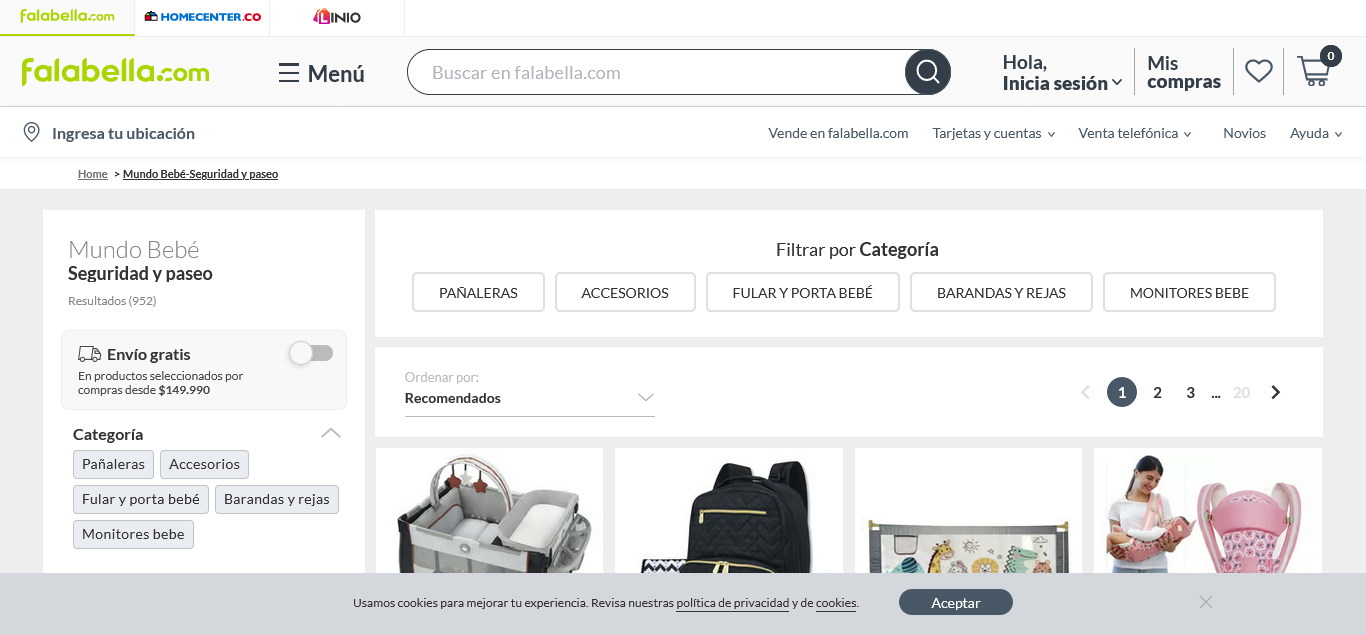 falabella.com
HOMECENTER.CO
LINIO
falabella.com
Menú
Buscar en falabella.com
Hola,
Inicia sesión
Mis
compras
0
Ingresa tu ubicación
Vende en falabella.com
Tarjetas y cuentas
Venta telefónica
Novios
Ayuda
Home > Mundo Bebé-Seguridad y paseo
Mundo Bebé
Seguridad y paseo
Resultados (952)
Envío gratis
En productos seleccionados por
compras desde $149.990
Categoría
Pañaleras Accesorios
Fular y porta bebé Barandas y rejas
Monitores bebe
Filtrar por Categoría
PAÑALERAS ACCESORIOS FULAR Y PORTA BEBÉ BARANDAS Y REJAS MONITORES BEBE
Ordenar por:
Recomendados
1 2 3 ... 20
Usamos cookies para mejorar tu experiencia. Revisa nuestras política de privacidad y de cookies.
Aceptar